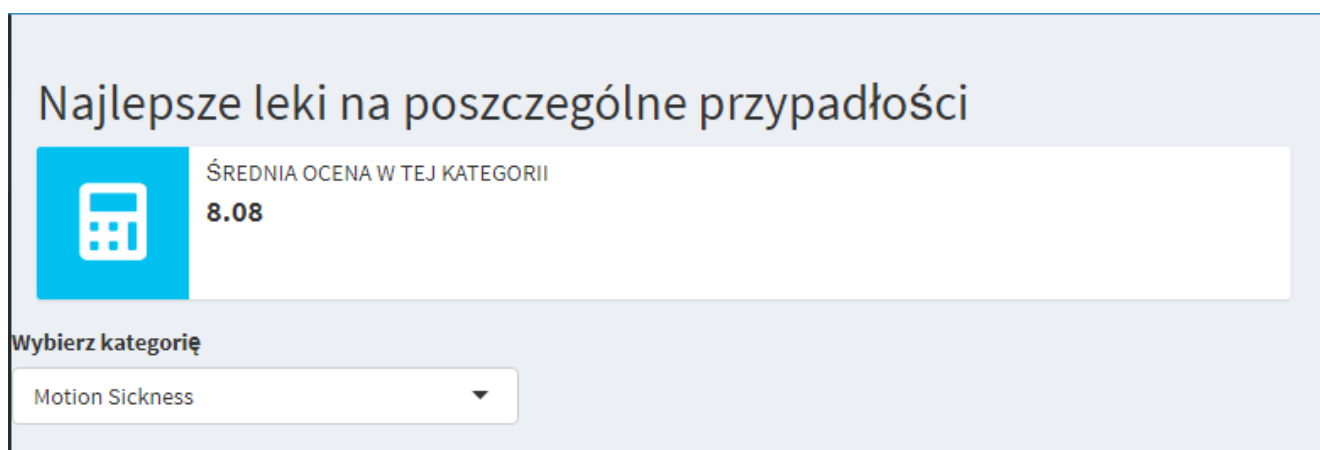 Najlepsze leki na poszczególne przypadłości
ŚREDNIA OCENA W TEJ KATEGORII
8.08
Wybierz kategorię
Motion Sickness